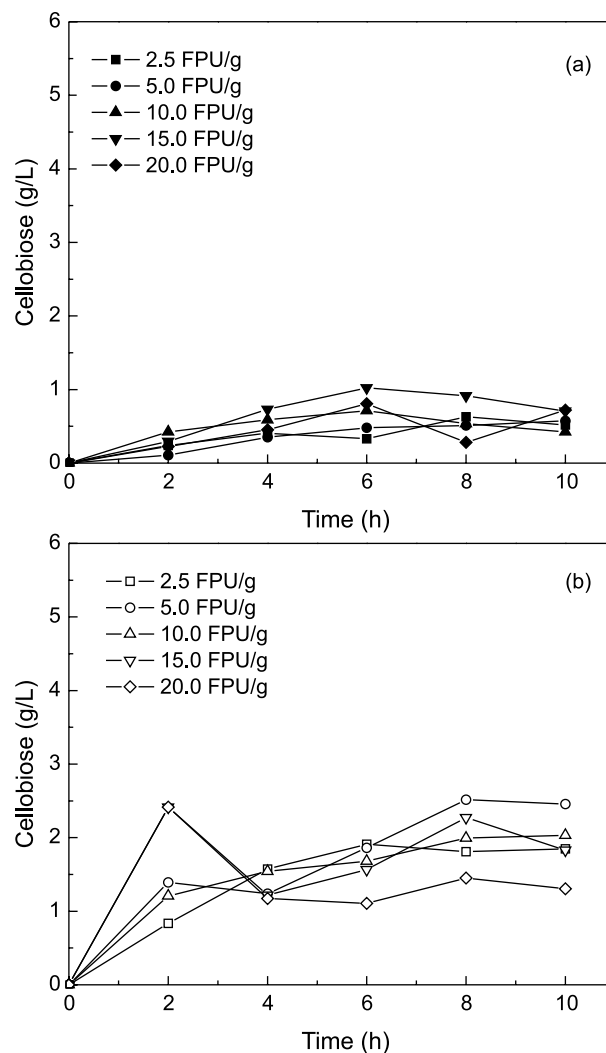 6
5
4
3
2
1
0
Cellobiose (g/L)
2.5 FPU/g
5.0 FPU/g
10.0 FPU/g
15.0 FPU/g
20.0 FPU/g
(a)
0 2 4 6 8 10
Time (h)
6
5
4
3
2
1
0
Cellobiose (g/L)
2.5 FPU/g
5.0 FPU/g
10.0 FPU/g
15.0 FPU/g
20.0 FPU/g
(b)
0 2 4 6 8 10
Time (h)